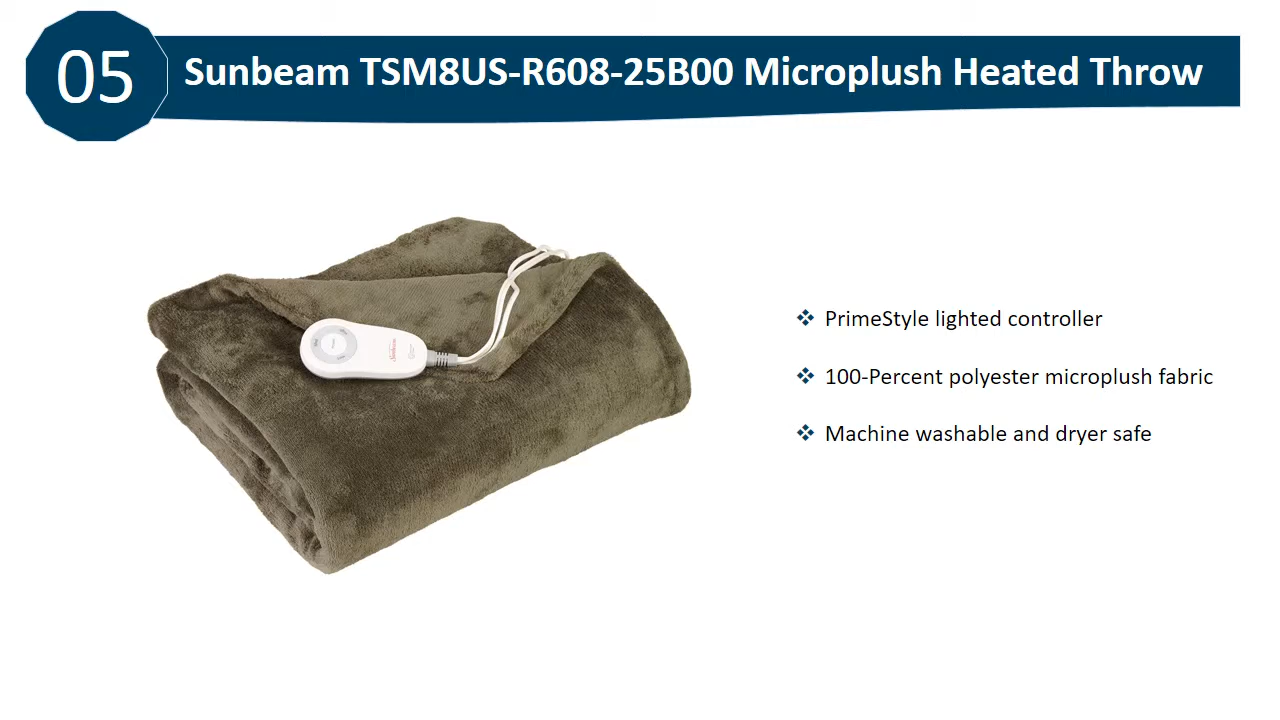 05
Sunbeam TSM8US-R608-25B00 Microplush Heated Throw
Sunbeam
PrimeStyle lighted controller
100-Percent polyester microplush fabric
Machine washable and dryer safe